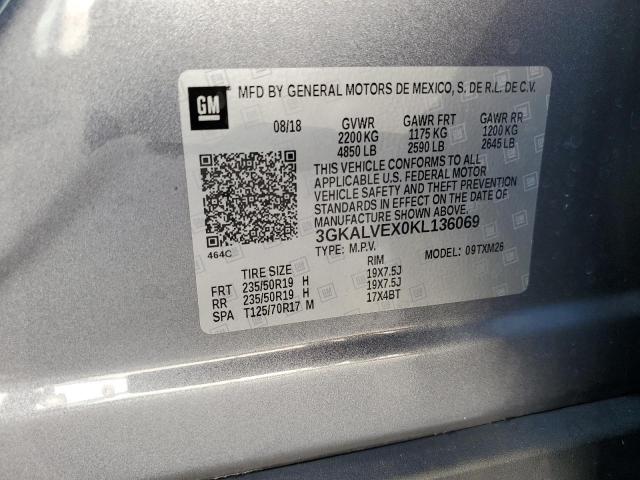 GM
MFD BY GENERAL MOTORS DE MEXICO, S. DE R.L. DE C.V.
08/18 GVWR GAWR FRT GAWR RR
2200 KG 1175 KG 1200 KG
4850 LB 2590 LB 2645 LB
THIS VEHICLE CONFORMS TO ALL
APPLICABLE U.S. FEDERAL MOTOR
VEHICLE SAFETY AND THEFT PREVENTION
STANDARDS IN EFFECT ON THE DATE OF
MANUFACTURE SHOWN ABOVE.
3GKALVEX0KL136069
464C
TYPE: M.P.V. MODEL: 09TXM26
TIRE SIZE RIM
FRT 235/50R19 H 19X7.5J
RR 235/50R19 H 19X7.5J
SPA T125/70R17 M 17X4BT